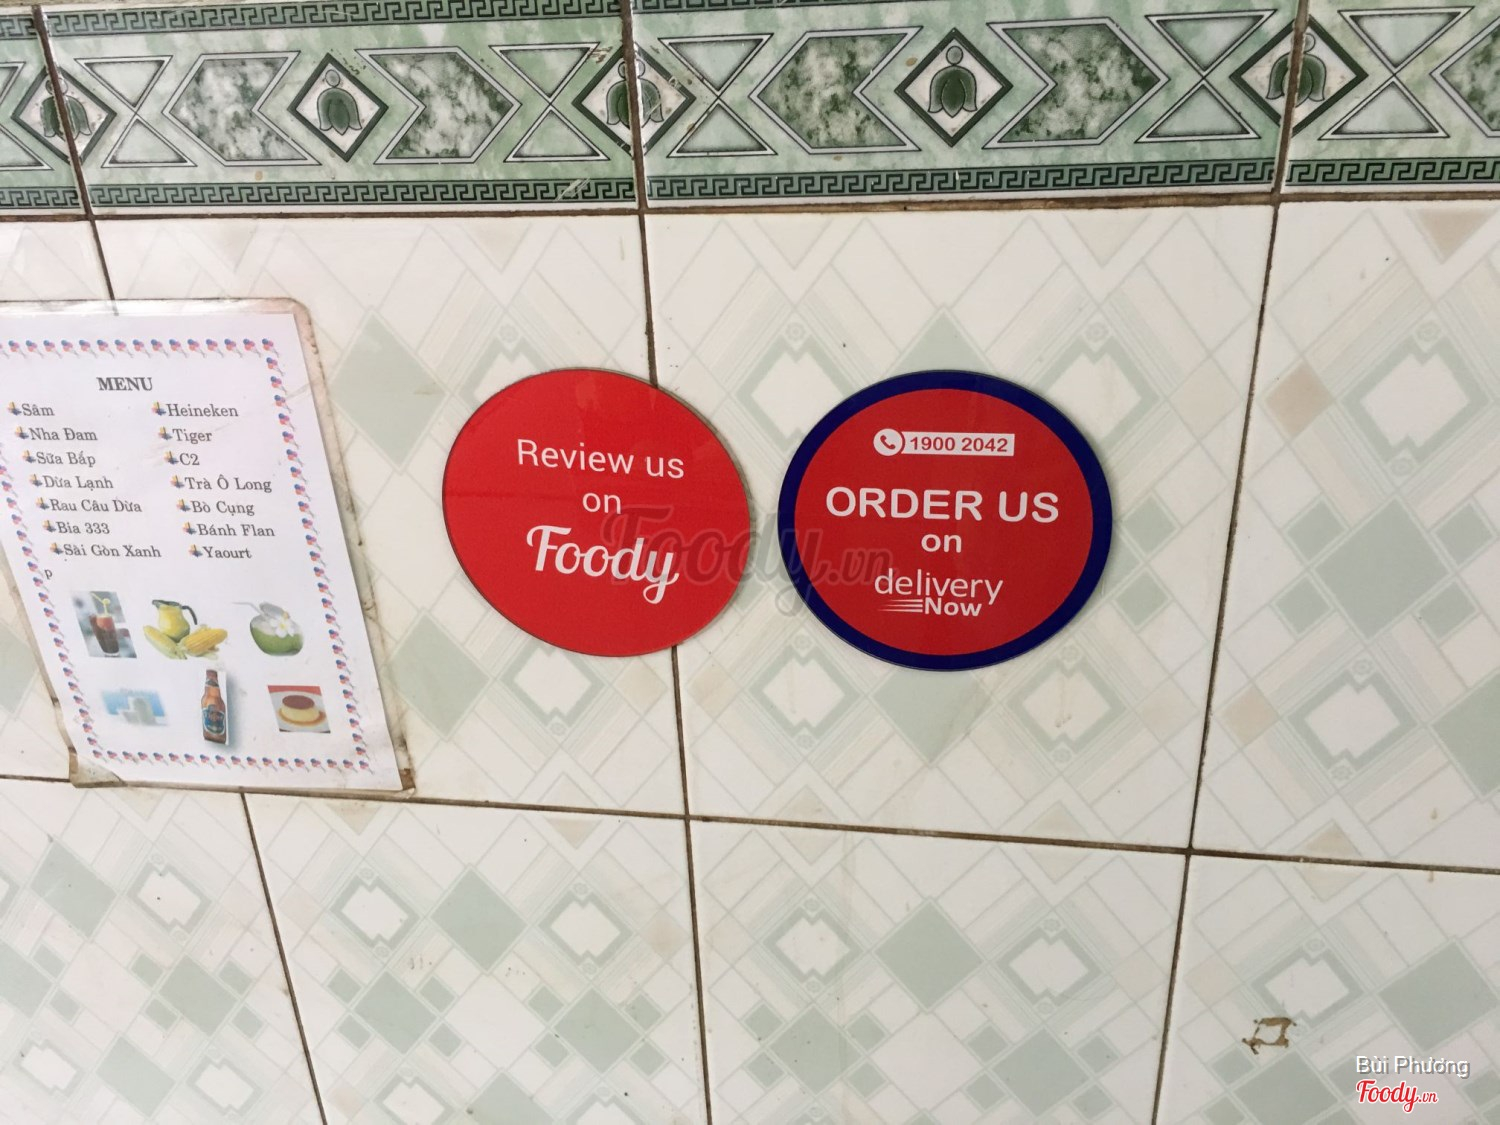 MENU
Sâm
Nha Đam
Sữa Bắp
Dừa Lạnh
Rau Câu Dừa
Bia 333
Sài Gòn Xanh
p
Heineken
Tiger
C2
Trà Ô Long
Bò Cụng
Bánh Flan
Yaourt
Review us
on
Foody
1900 2042
ORDER US
on
delivery
Now
Foody.vn
Bùi Phương
Foody.vn